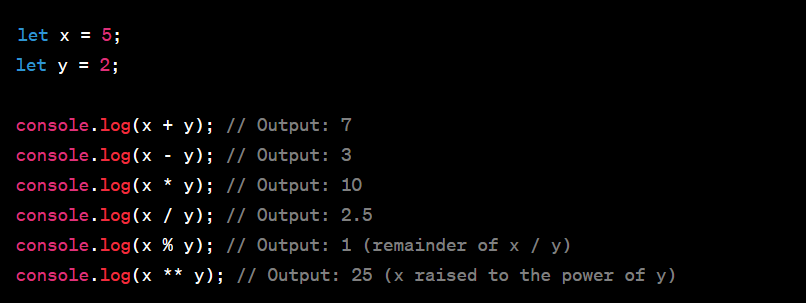 let x = 5;
let y = 2;
console.log(x + y); // Output: 7
console.log(x - y); // Output: 3
console.log(x * y); // Output: 10
console.log(x / y); // Output: 2.5
console.log(x % y); // Output: 1 (remainder of x / y)
console.log(x ** y); // Output: 25 (x raised to the power of y)